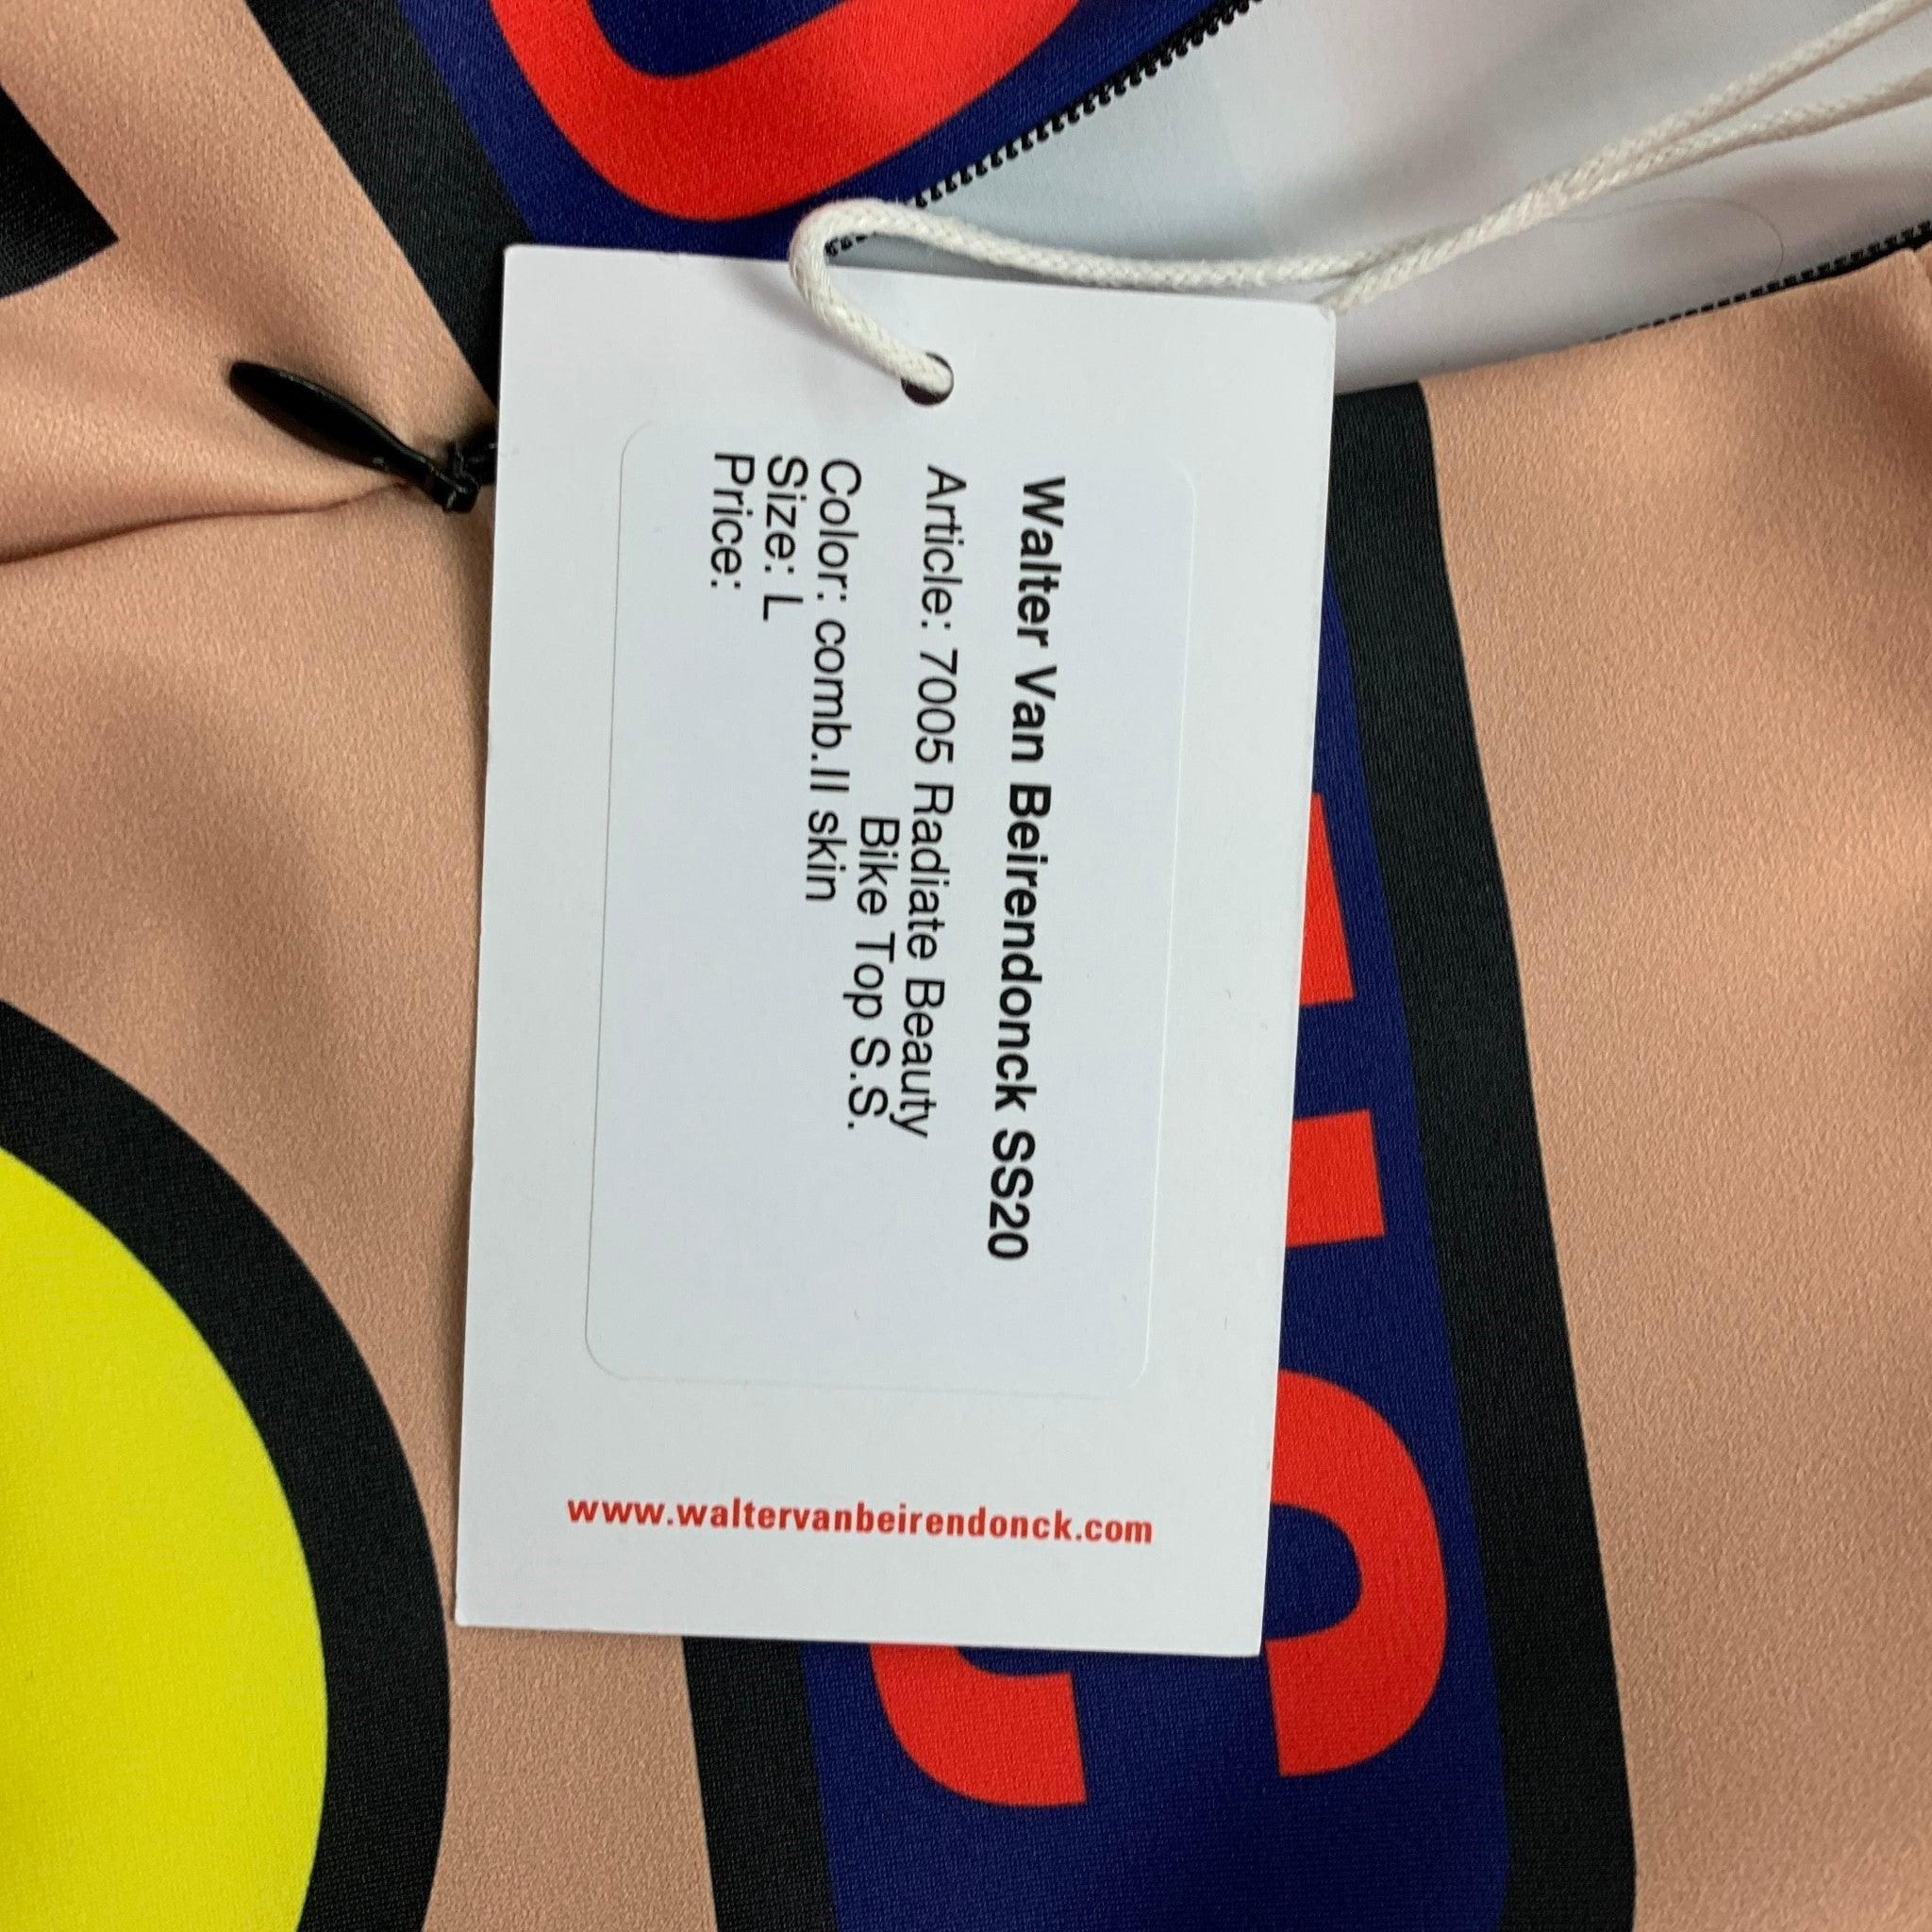 Walter Van Beirendonck SS20
Article: 7005 Radiate Beauty
Bike Top S.S.
Color: comb.II skin
Size: L
Price:
www.waltervanbeirendonck.com